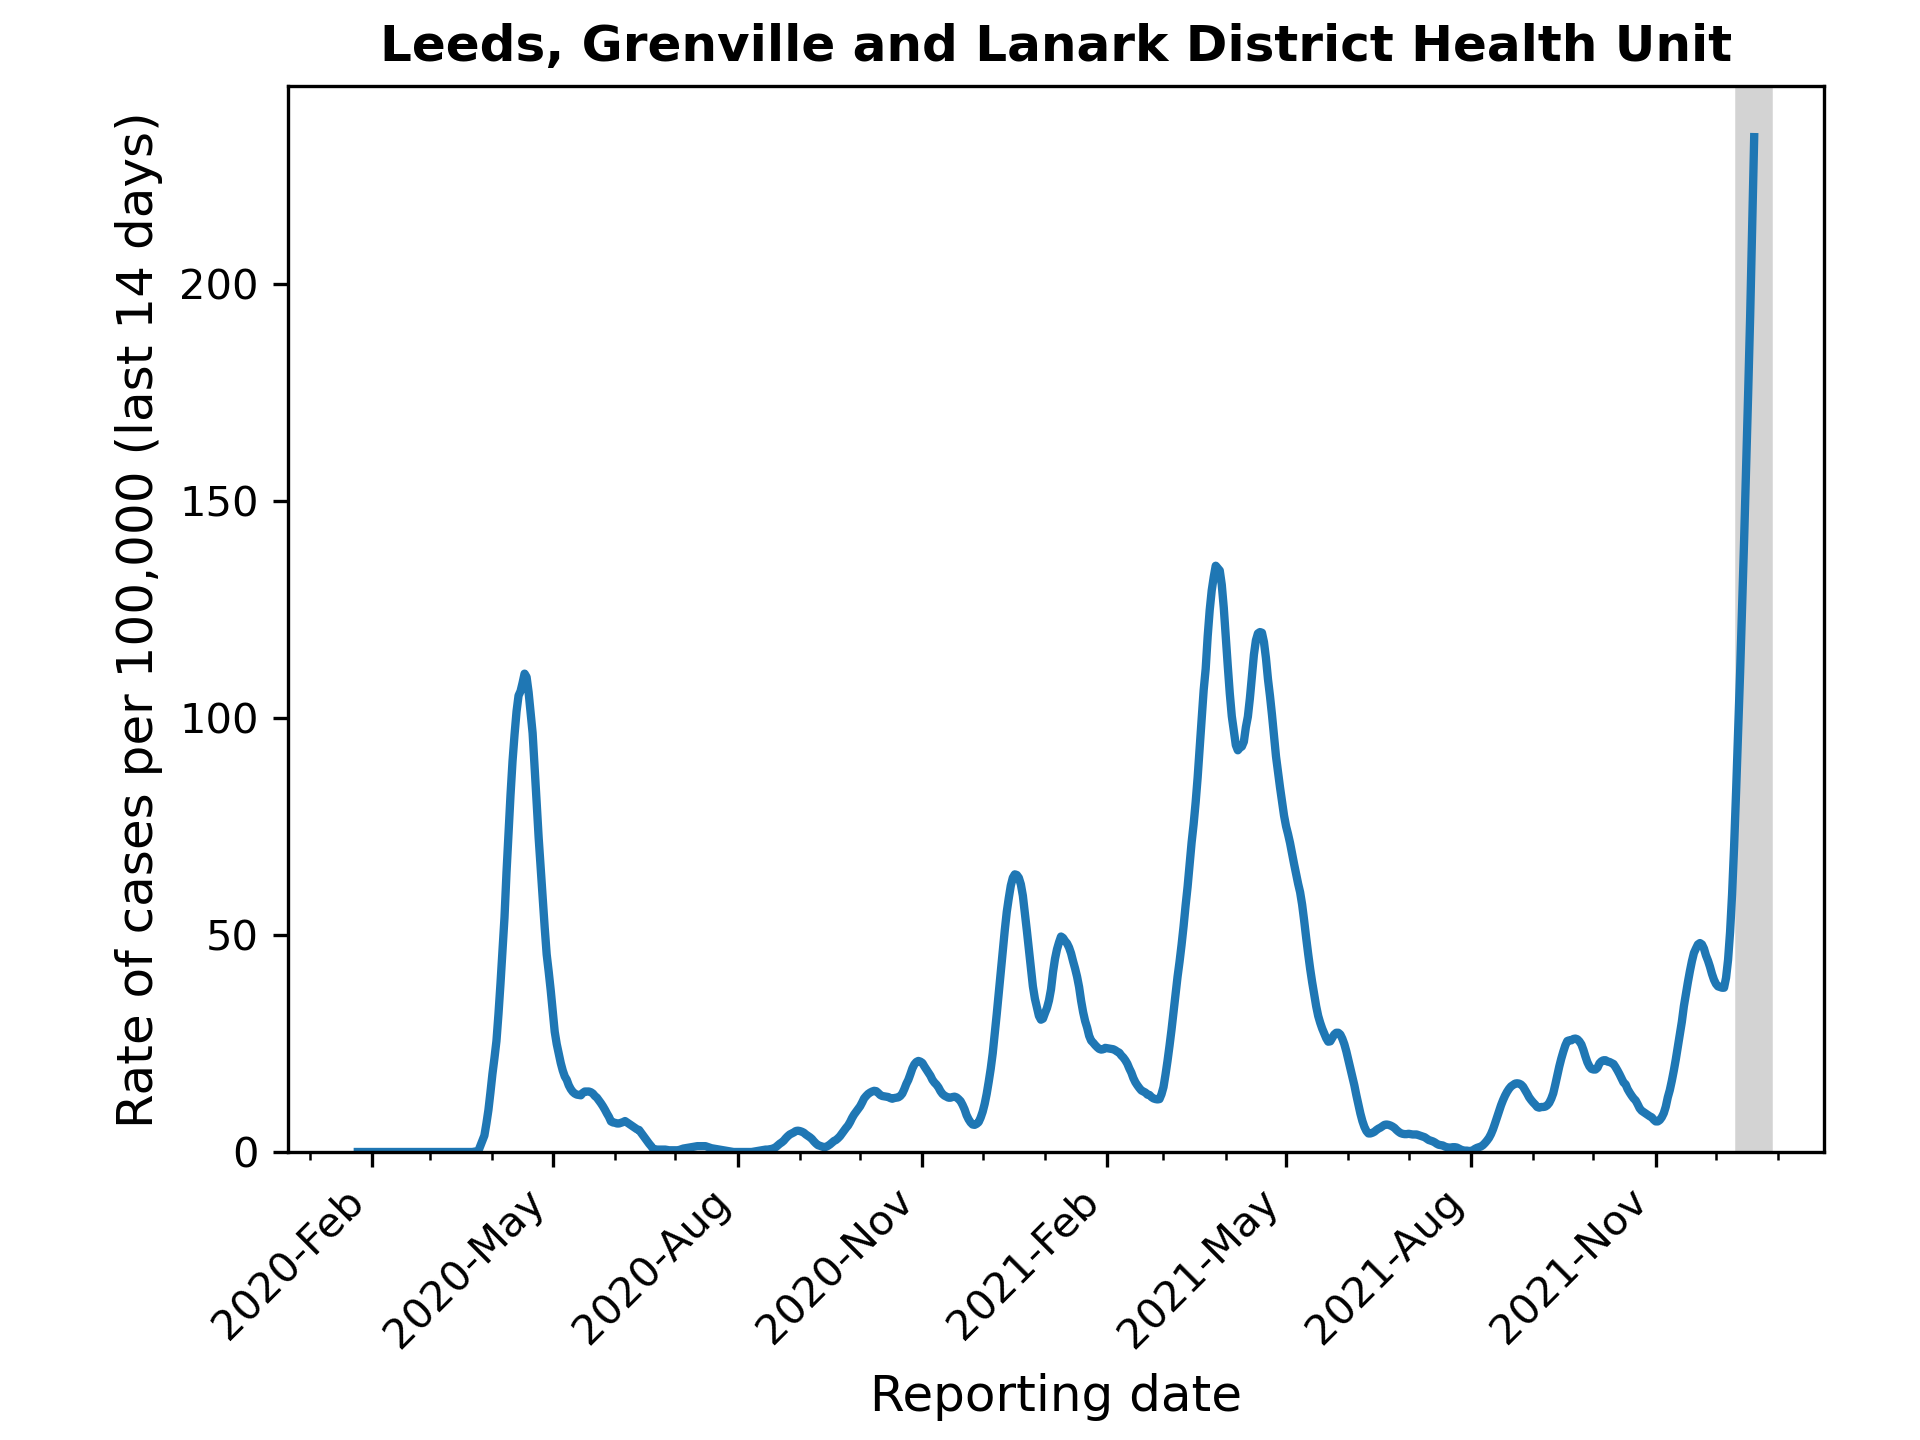 Leeds, Grenville and Lanark District Health Unit
Rate of cases per 100,000 (last 14 days)
200
150
100
50
0
2020-Feb
2020-May
2020-Aug
2020-Nov
2021-Feb
2021-May
2021-Aug
2021-Nov
Reporting date